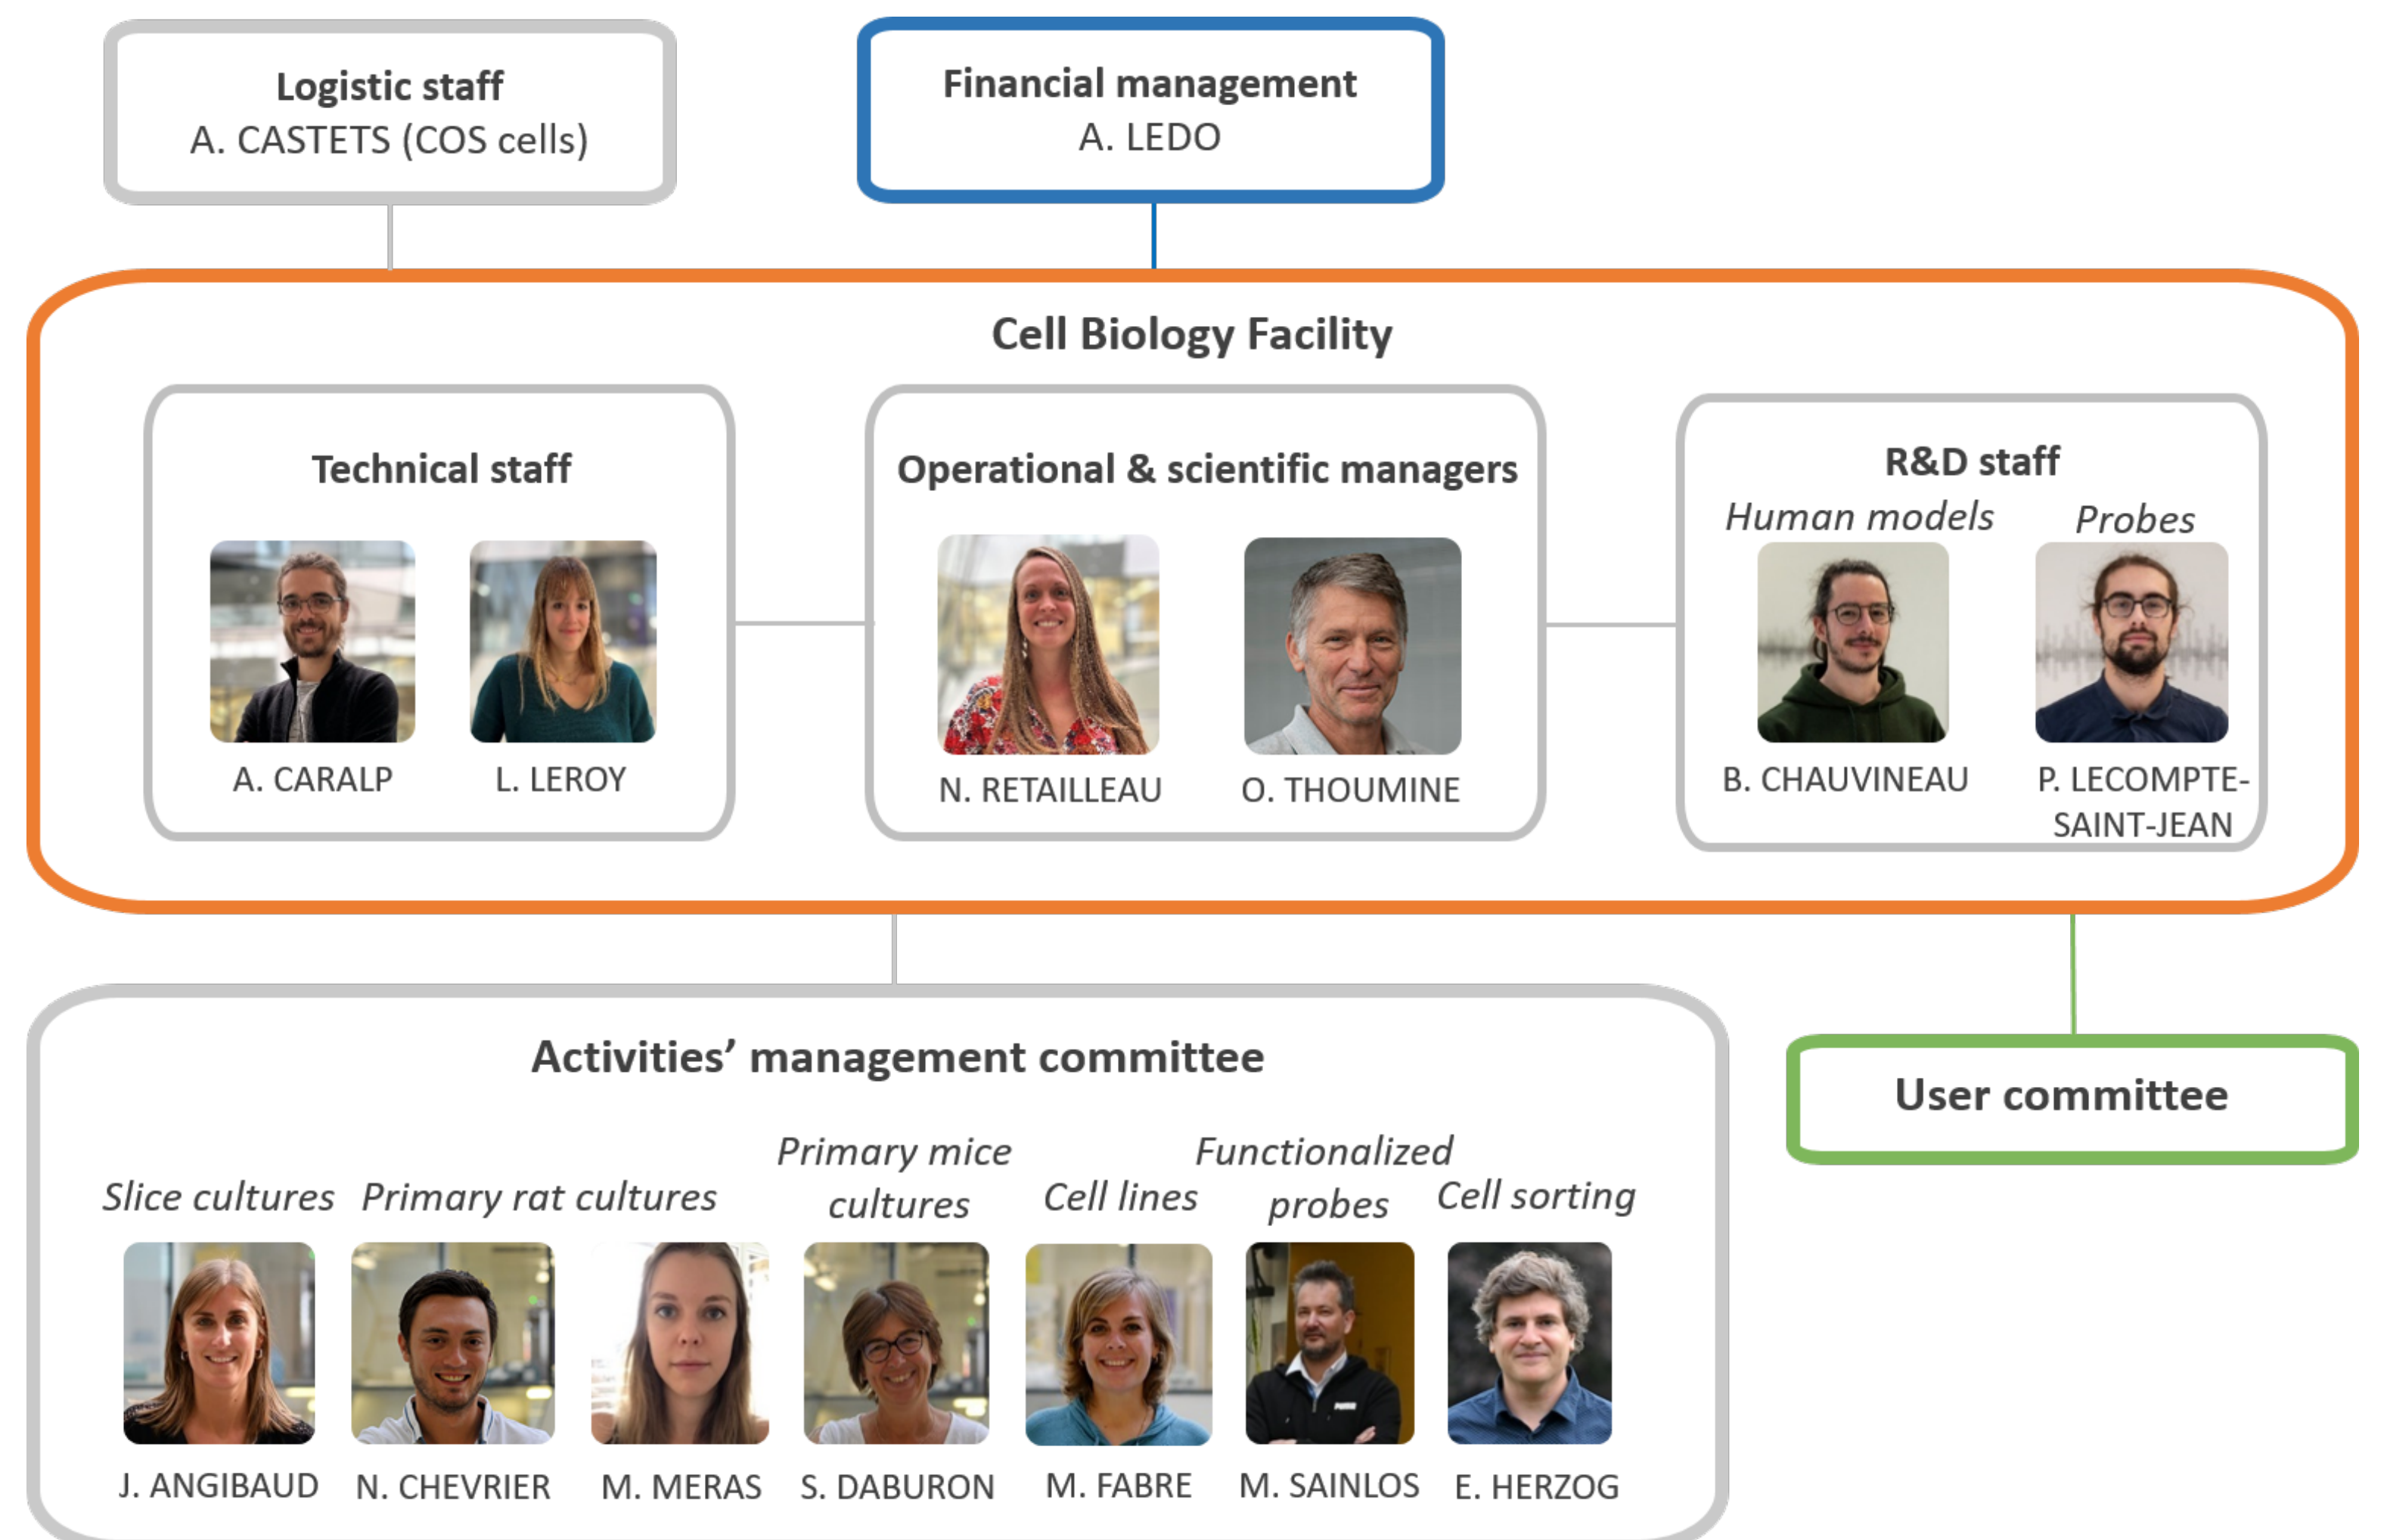 Logistic staff
A. CASTETS (COS cells)
Financial management
A. LEDO
Cell Biology Facility
Technical staff
A. CARALP
L. LEROY
Operational & scientific managers
N. RETAILLEAU
O. THOUMINE
R&D staff
Human models
Probes
B. CHAUVINEAU
P. LECOMPTE-
SAINT-JEAN
Activities’ management committee
Slice cultures
Primary rat cultures
Primary mice
cultures
Cell lines
Functionalized
probes
Cell sorting
J. ANGIBAUD
N. CHEVRIER
M. MERAS
S. DABURON
M. FABRE
M. SAINLOS
E. HERZOG
User committee